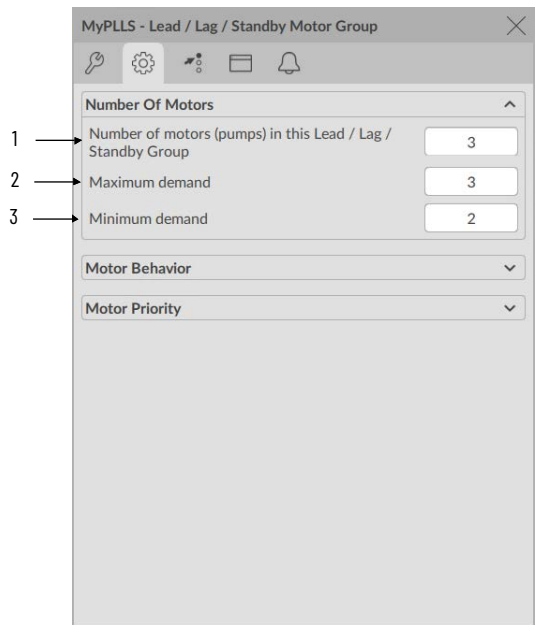 MyPLLS - Lead / Lag / Standby Motor Group
Number Of Motors
1
Number of motors (pumps) in this Lead / Lag /
Standby Group
3
2
Maximum demand
3
3
Minimum demand
2
Motor Behavior
Motor Priority